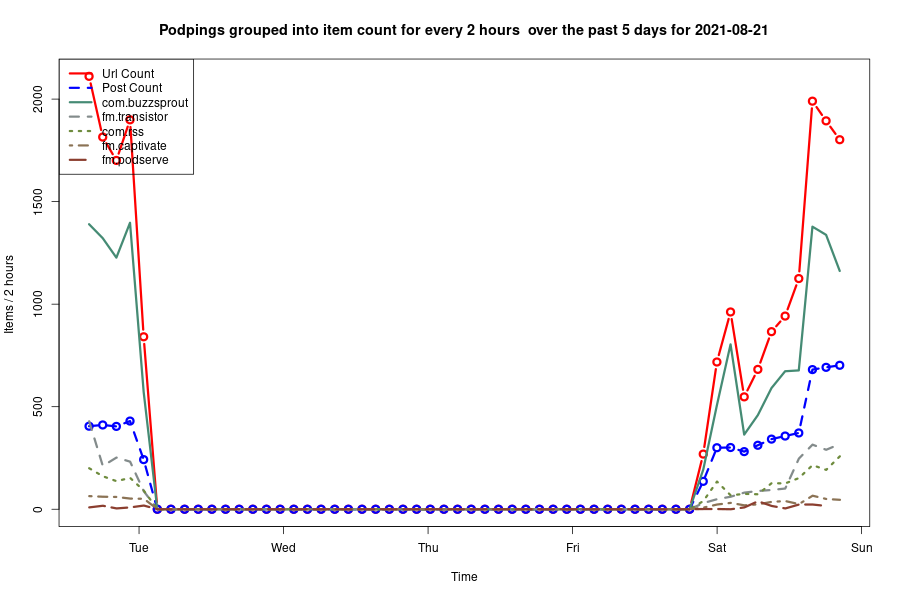 Podpings grouped into item count for every 2 hours  over the past 5 days for 2021-08-21
Url Count
Post Count
com.buzzsprout
fm.transistor
com.rss
fm.captivate
fm.podserve
2000
1500
1000
500
0
Items / 2 hours
Tue Wed Thu Fri Sat Sun
Time